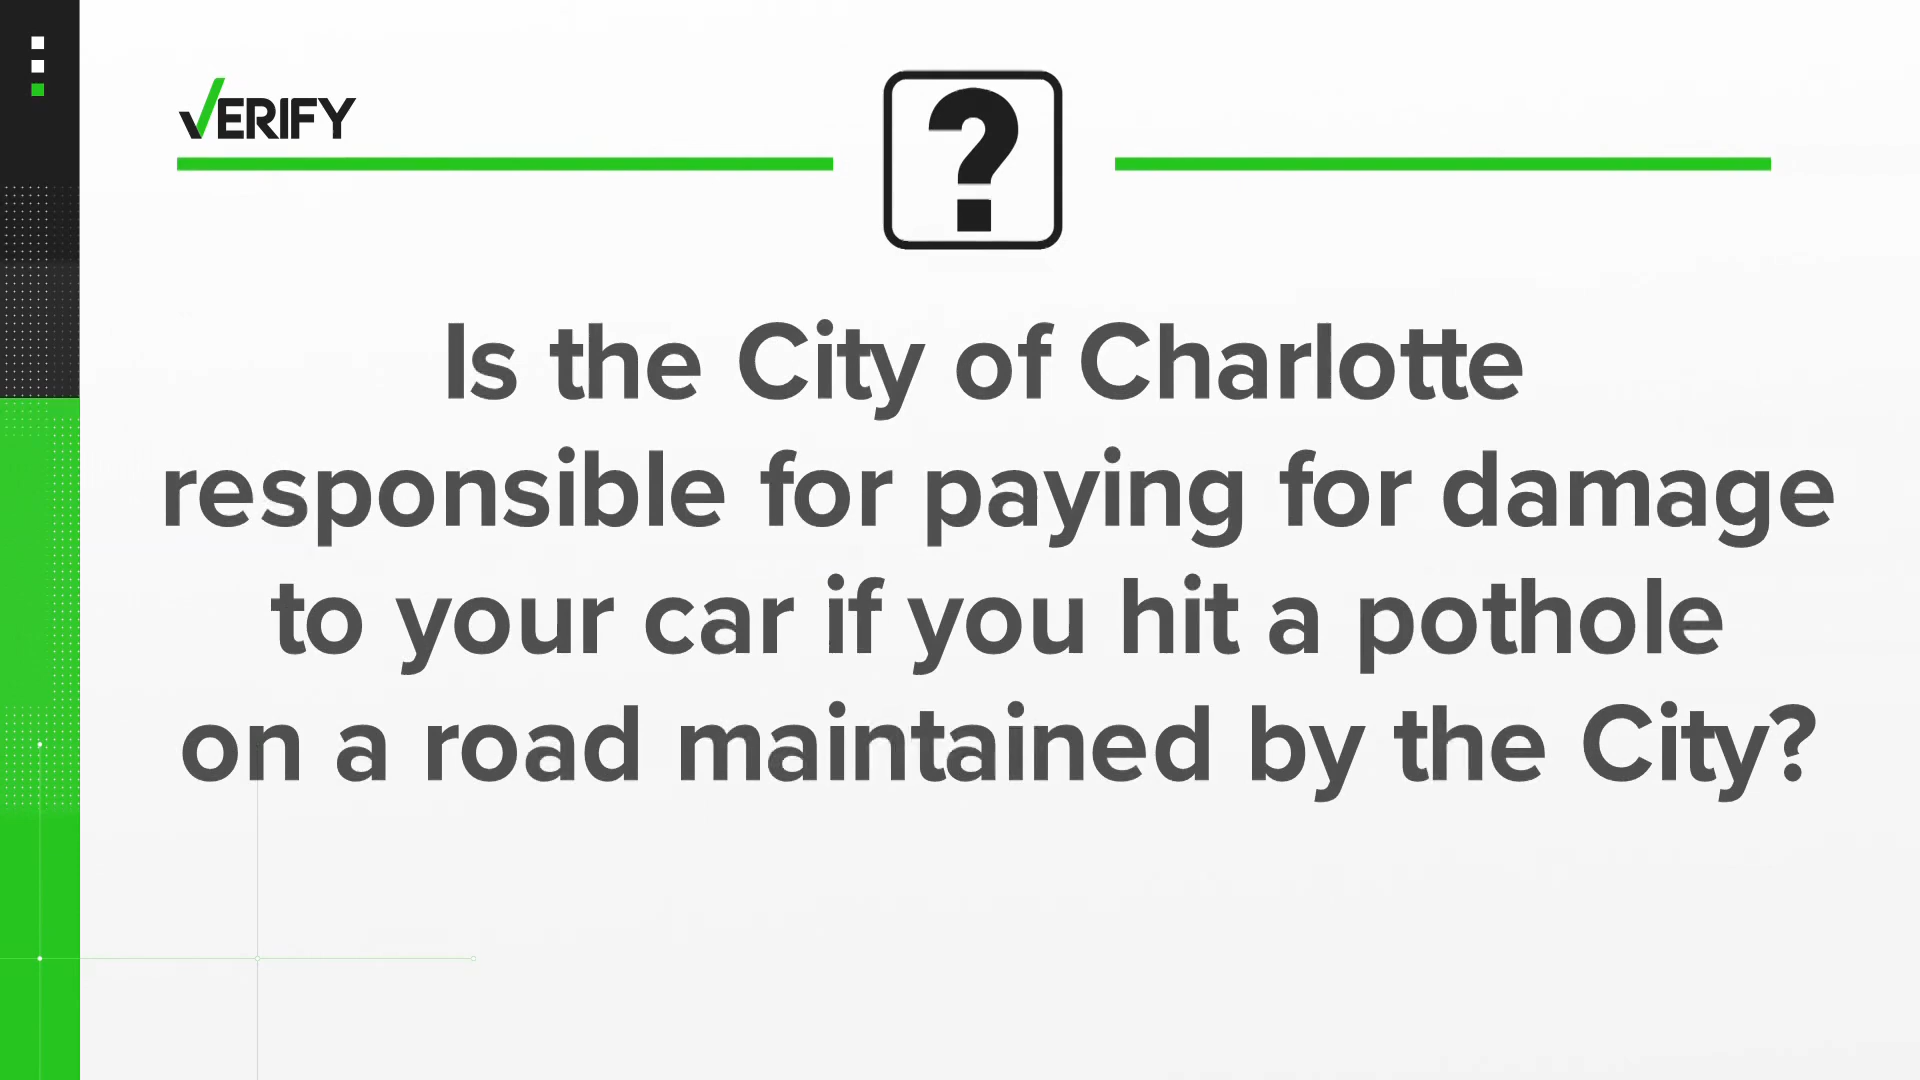 VERIFY
?
Is the City of Charlotte
responsible for paying for damage
to your car if you hit a pothole
on a road maintained by the City?